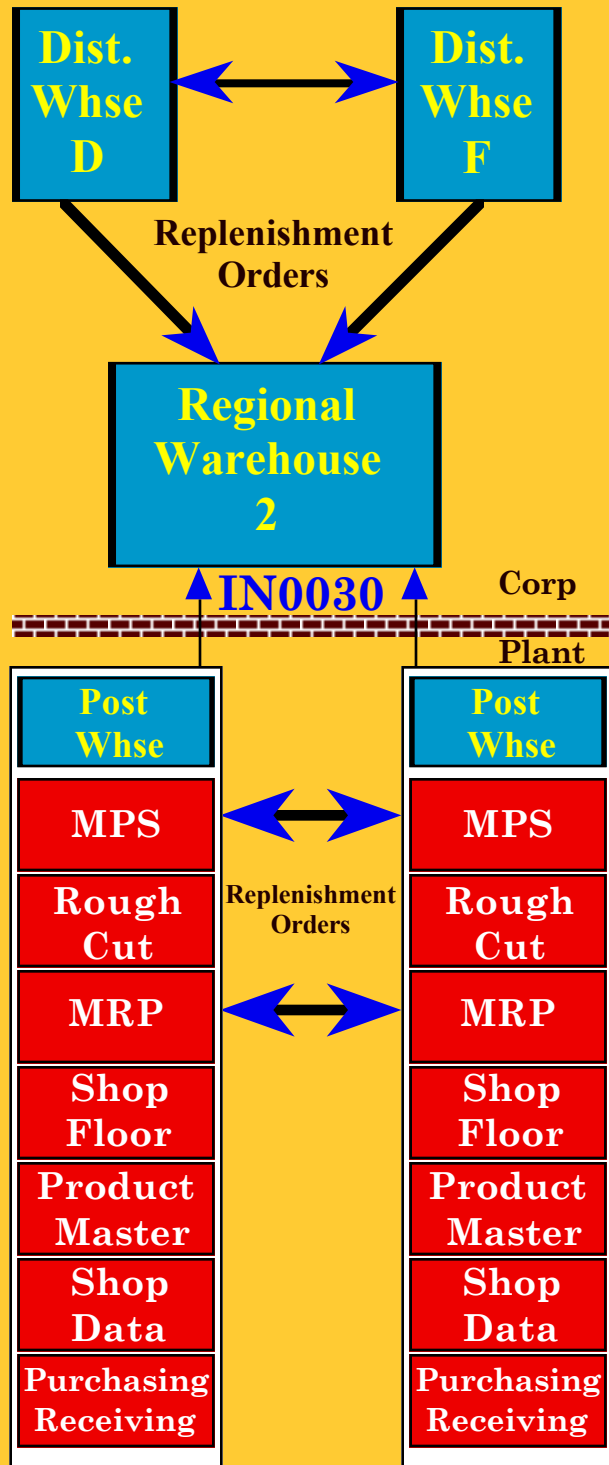 Dist.
Whse
D
Dist.
Whse
F
Replenishment
Orders
Regional
Warehouse
2
IN0030
Corp
Plant
Post
Whse
MPS
Rough
Cut
MRP
Shop
Floor
Product
Master
Shop
Data
Purchasing
Receiving
Replenishment
Orders
Post
Whse
MPS
Rough
Cut
MRP
Shop
Floor
Product
Master
Shop
Data
Purchasing
Receiving